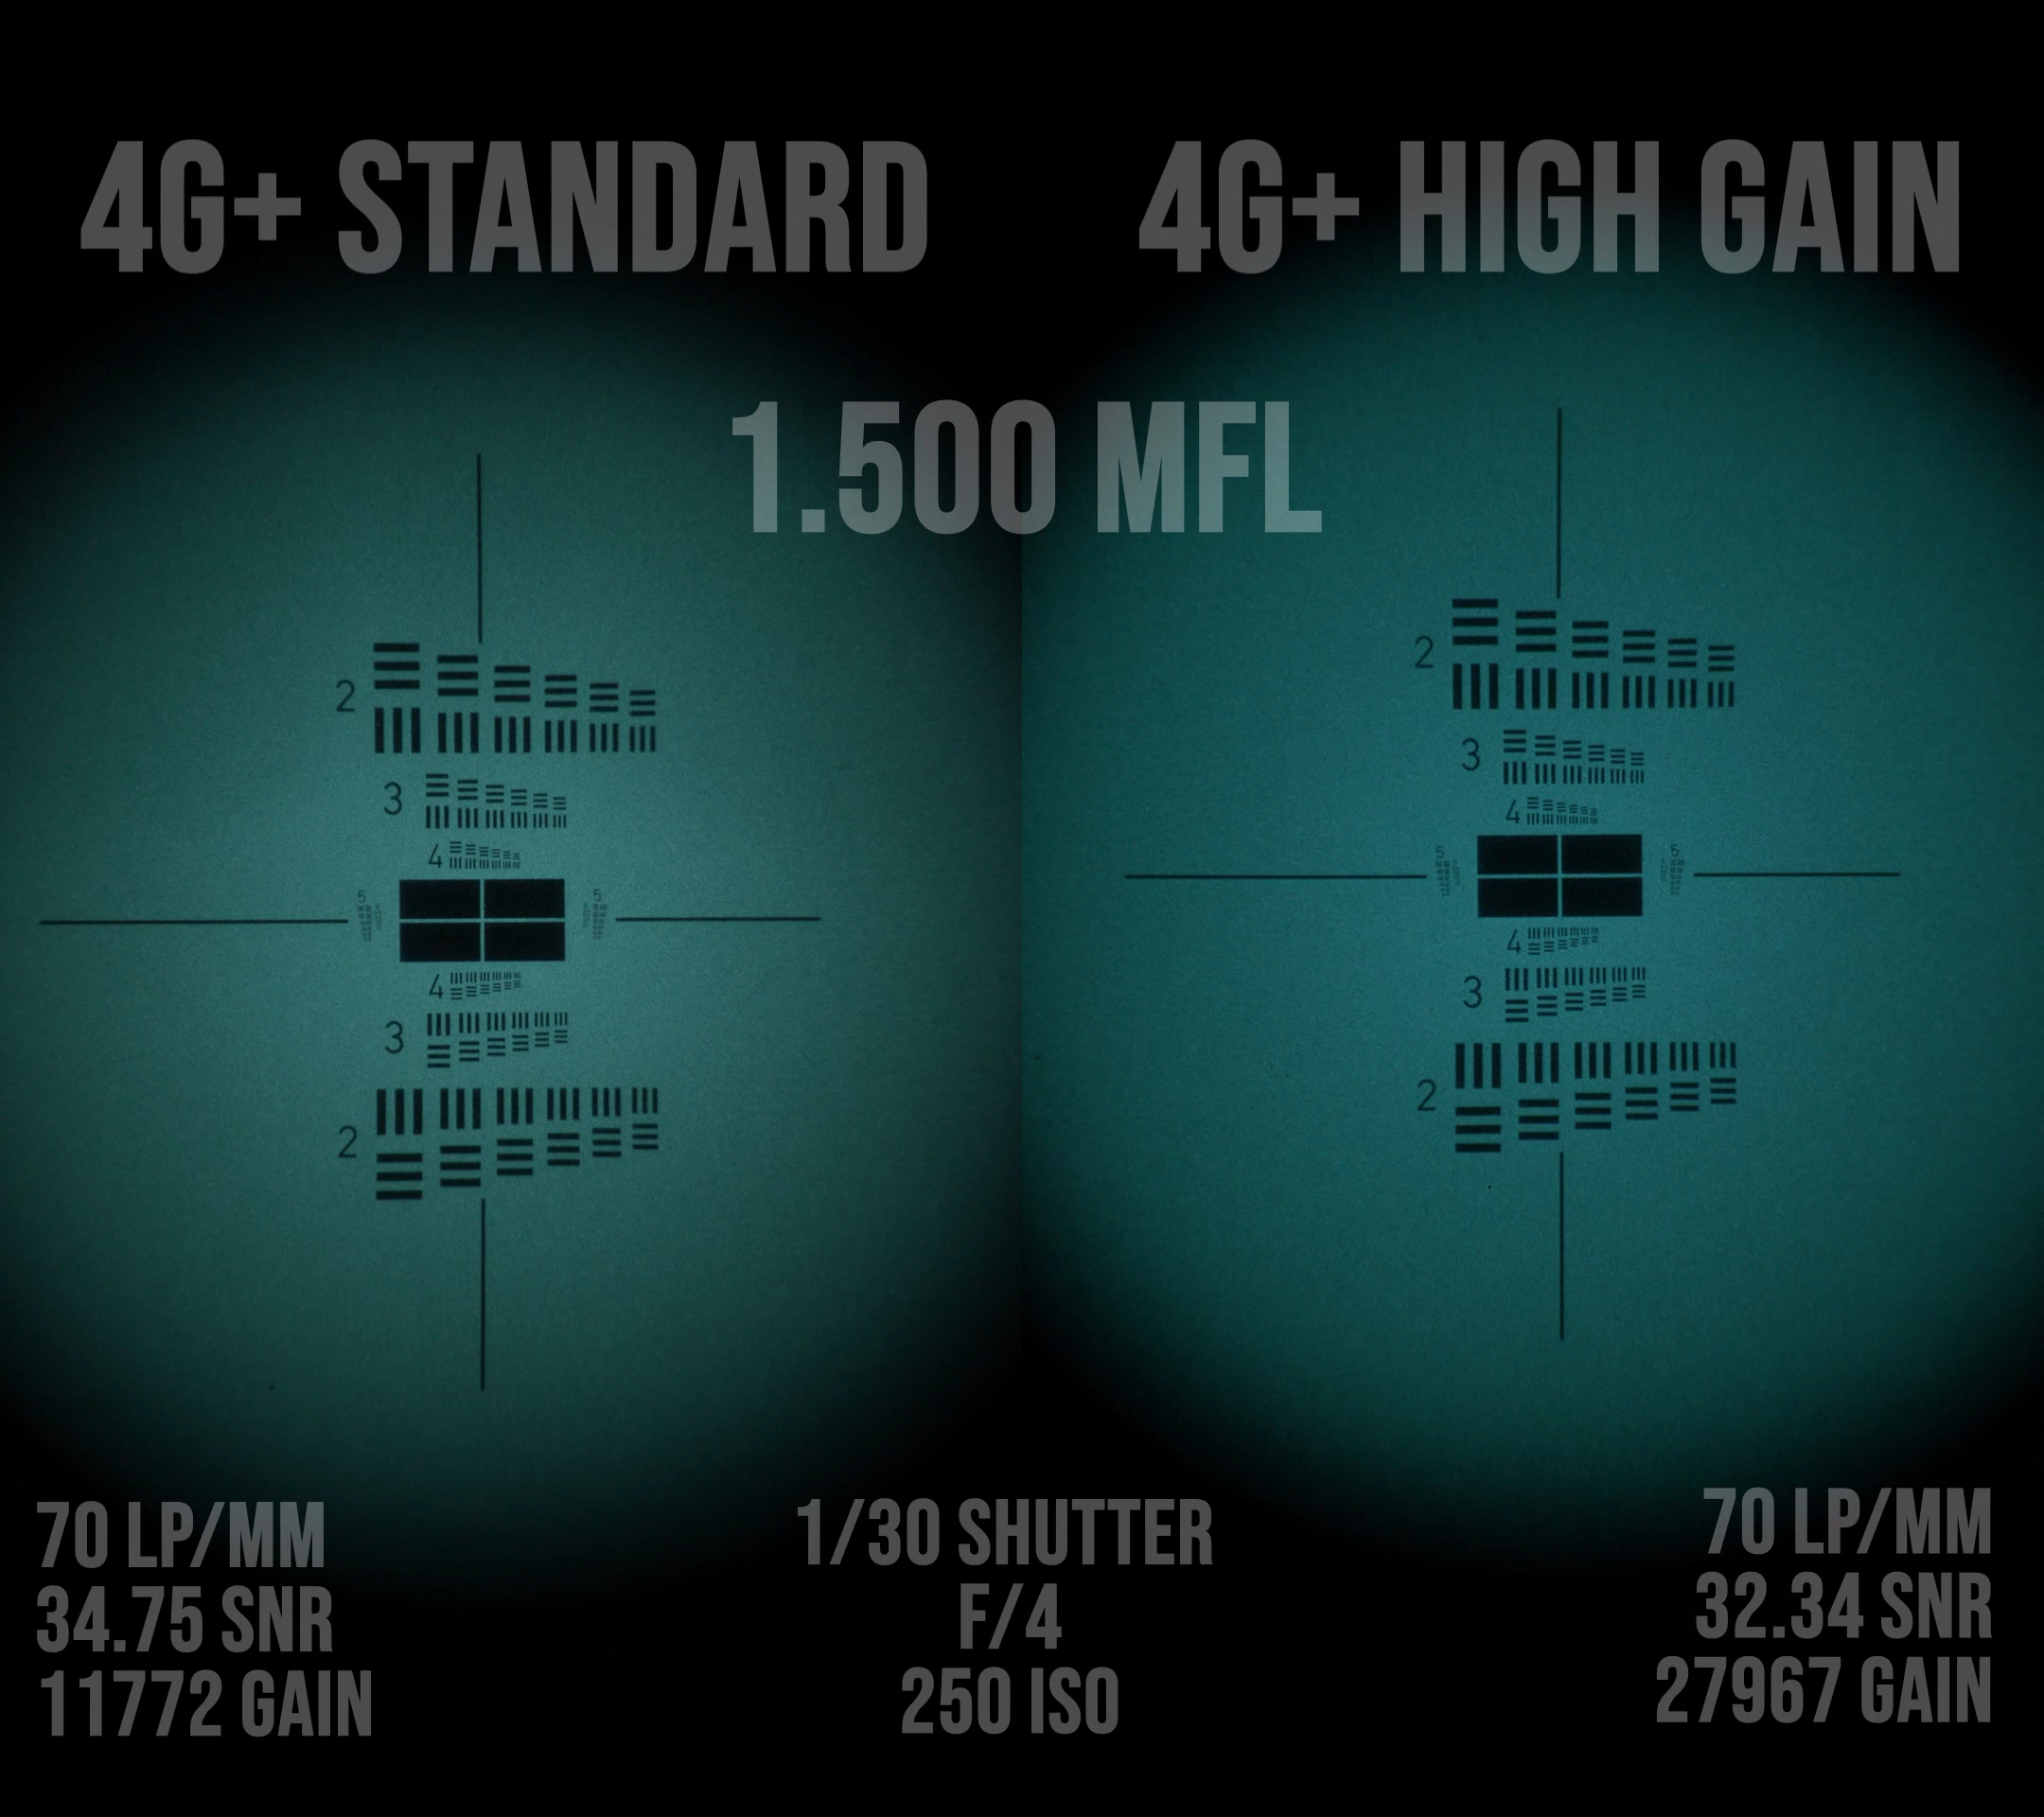 4G+ STANDARD
4G+ HIGH GAIN
1.500 MFL
2
3
4
5
5
4
3
2
2
3
4
5
5
4
3
2
70 LP/MM
34.75 SNR
11772 GAIN
1/30 SHUTTER
F/4
250 ISO
70 LP/MM
32.34 SNR
27967 GAIN